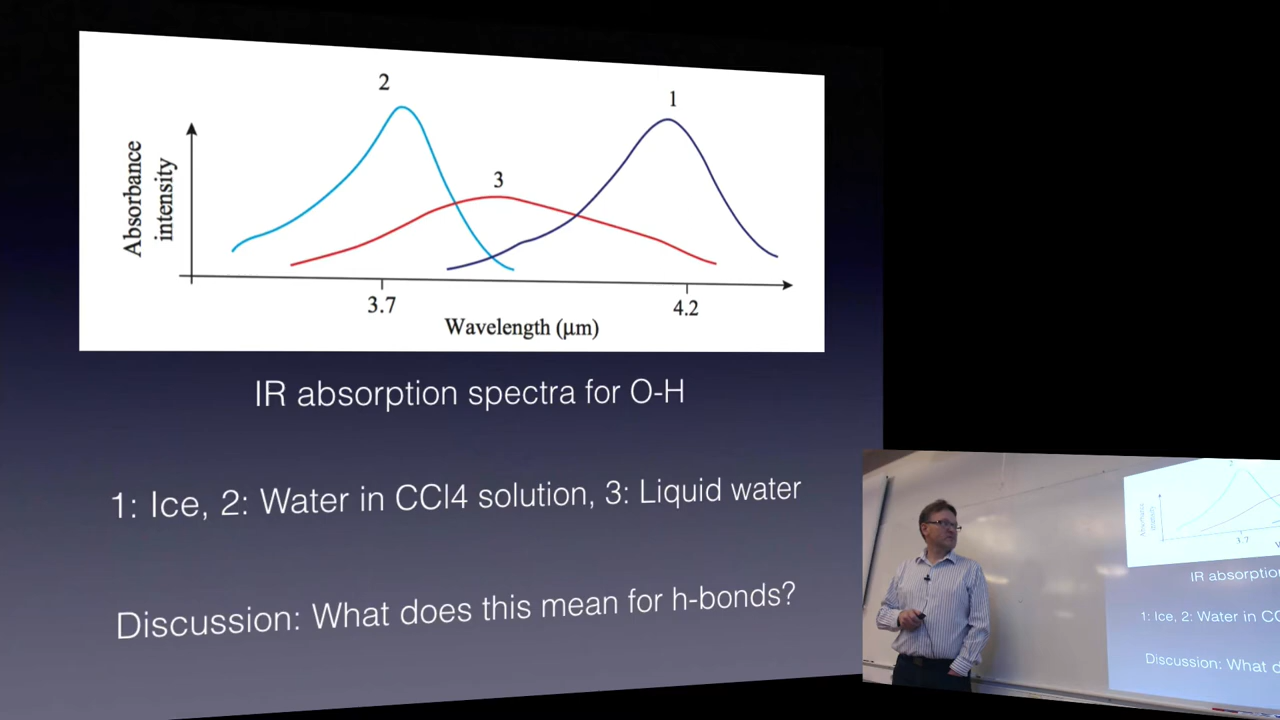 2
1
3
Absorbance
intensity
3.7
4.2
Wavelength (μm)
IR absorption spectra for O-H
1: Ice, 2: Water in CCl4 solution, 3: Liquid water
Discussion: What does this mean for h-bonds?
3.7
IR absorption
1: Ice, 2: Water in CC
Discussion: What d